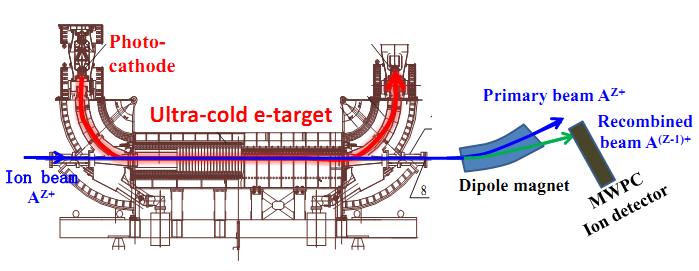 Photo-
cathode
Ultra-cold e-target
Ion beam
A^{Z+}
8
Primary beam A^{Z+}
Recombined
beam A^{(Z-1)+}
Dipole magnet
MWPC
Ion detector